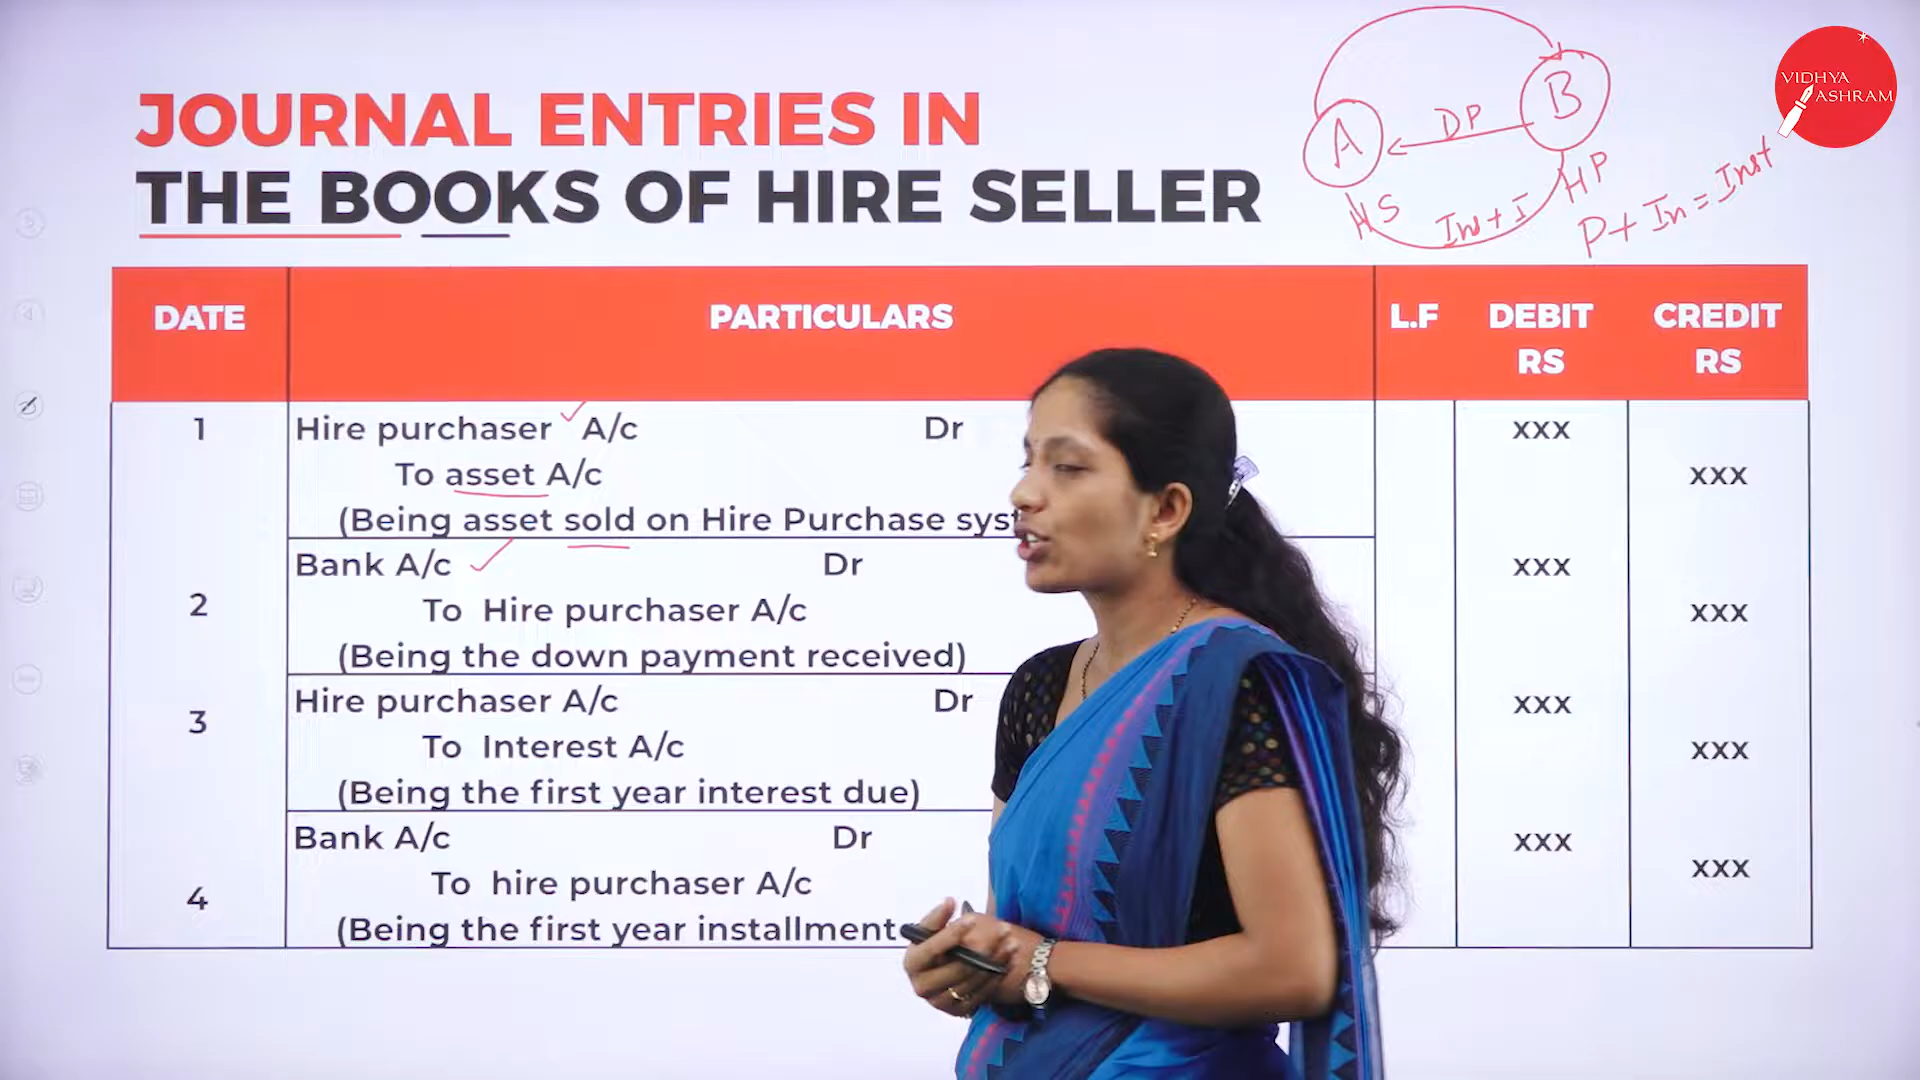 JOURNAL ENTRIES IN
THE BOOKS OF HIRE SELLER
A
DP
B
HS
HP
Ins + I
P + In = Inst
VIDHYA
ASHRAM
DATE PARTICULARS L.F DEBIT RS CREDIT RS
1 Hire purchaser A/c Dr xxx
To asset A/c xxx
(Being asset sold on Hire Purchase
Bank A/c Dr xxx
2 To Hire purchaser A/c xxx
(Being the down payment received)
Hire purchaser A/c Dr xxx
3 To Interest A/c xxx
(Being the first year interest due)
Bank A/c Dr xxx
4 To hire purchaser A/c xxx
(Being the first year installment